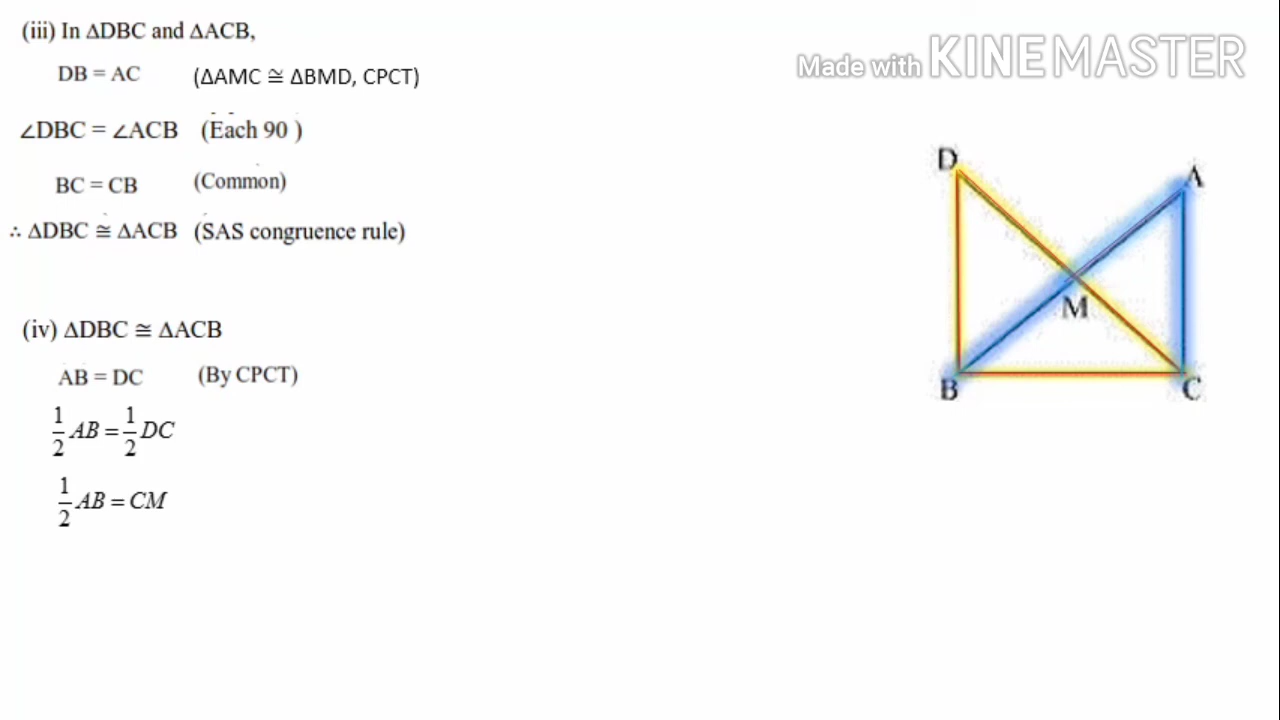 (iii) In ΔDBC and ΔACB,
DB = AC (ΔAMC ≅ ΔBMD, CPCT)
∠DBC = ∠ACB (Each 90 )
BC = CB (Common)
∴ ΔDBC ≅ ΔACB (SAS congruence rule)
(iv) ΔDBC ≅ ΔACB
AB = DC (By CPCT)
1/2 AB = 1/2 DC
1/2 AB = CM
Made with KINEMASTER
D
A
M
B
C